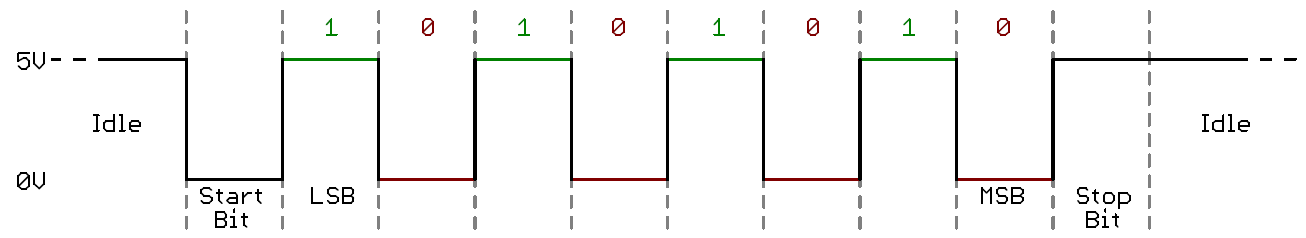 1 0 1 0 1 0 1 0
5V
Idle Idle
0V
Start LSB MSB Stop
Bit Bit